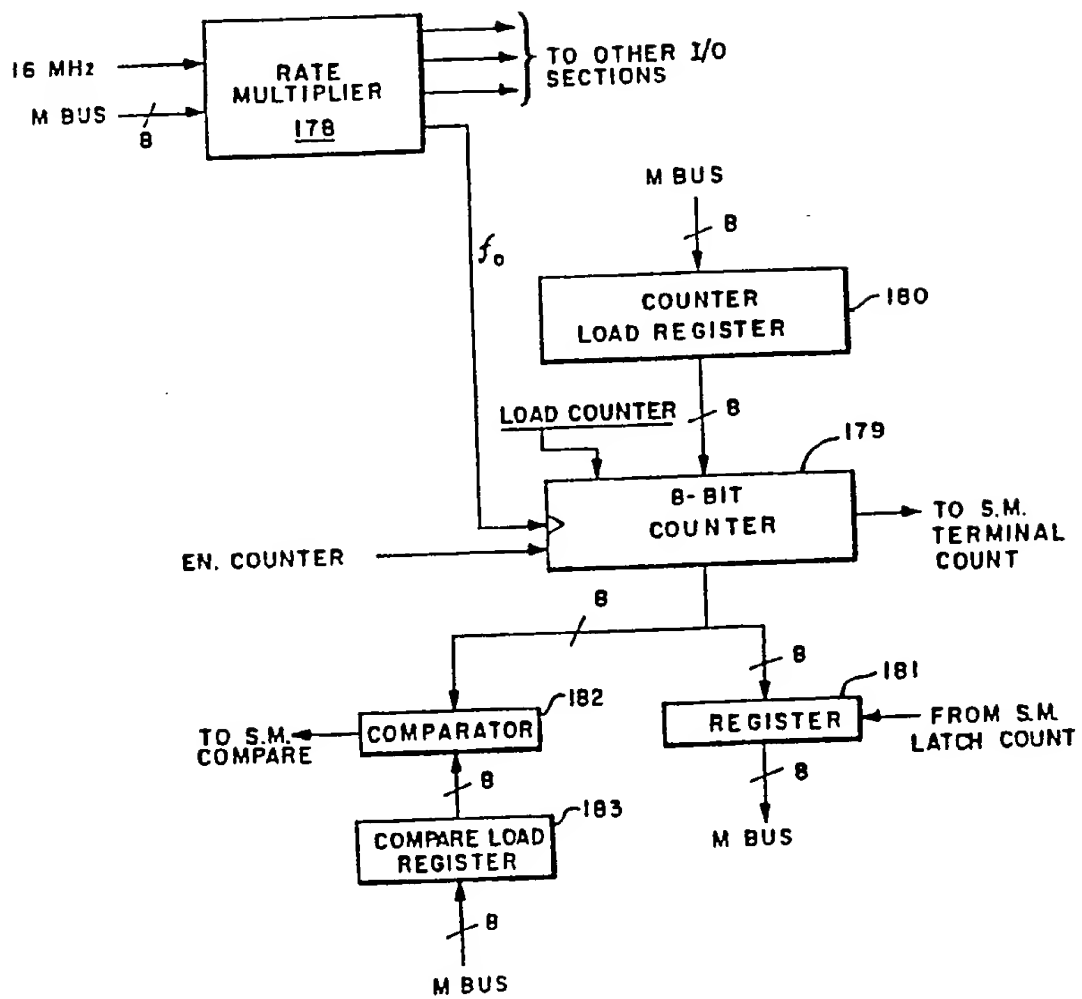 16 MHz
M BUS
8
RATE
MULTIPLIER
178
TO OTHER I/O
SECTIONS
f₀
M BUS
8
COUNTER
LOAD REGISTER
180
8
LOAD COUNTER
179
8-BIT
COUNTER
EN. COUNTER
TO S.M.
TERMINAL
COUNT
8
8
182
181
COMPARATOR
TO S.M.
COMPARE
REGISTER
FROM S.M.
LATCH COUNT
8
8
183
COMPARE LOAD
REGISTER
M BUS
8
M BUS